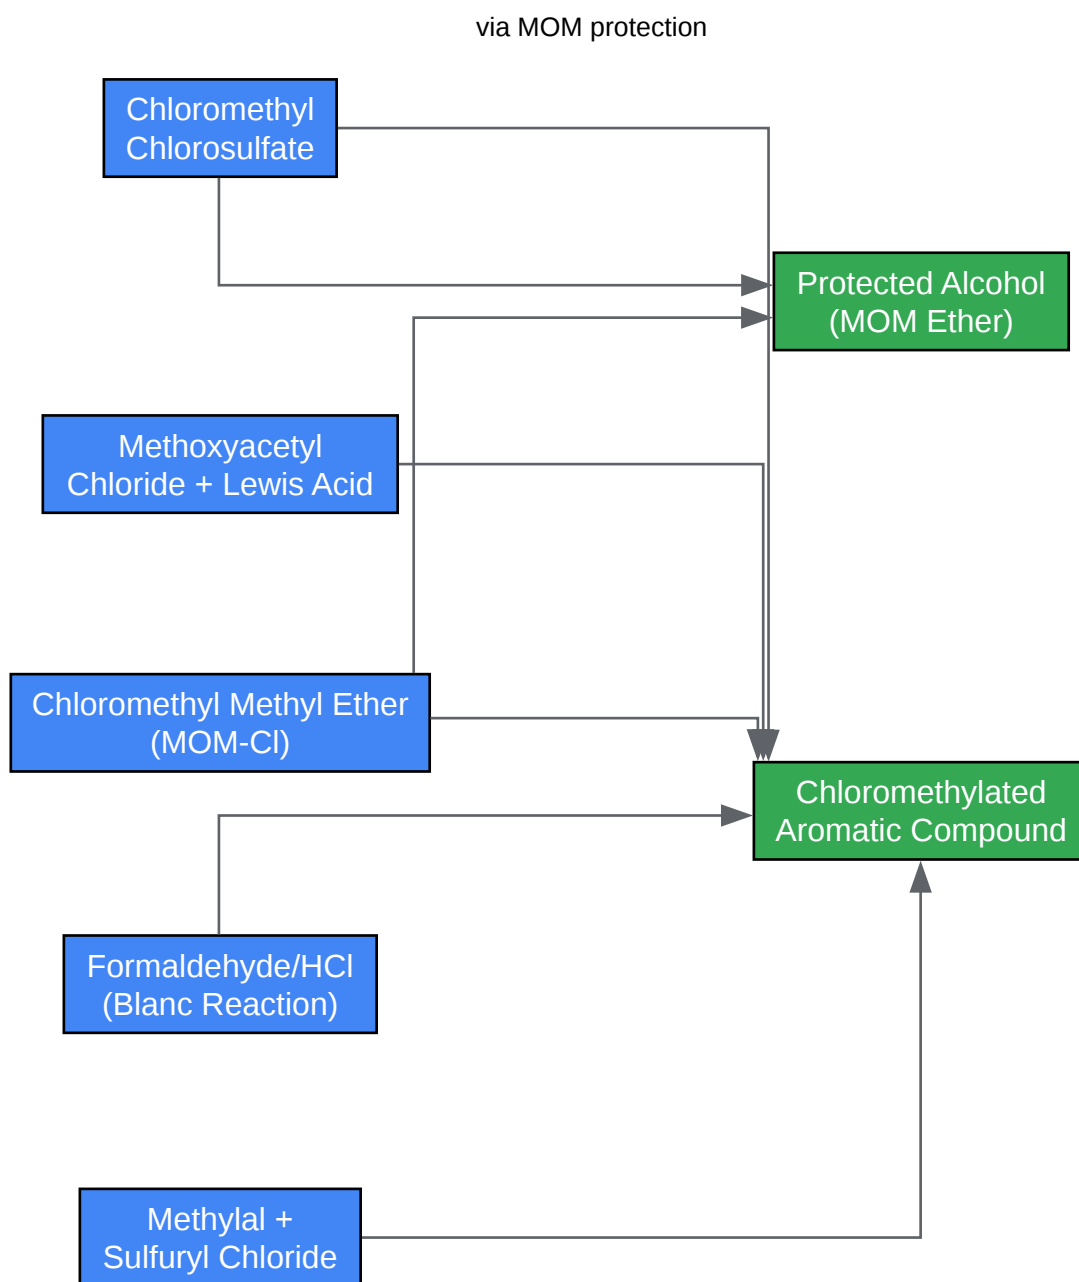 via MOM protection
Chloromethyl
Chlorosulfate
Protected Alcohol
(MOM Ether)
Methoxyacetyl
Chloride + Lewis Acid
Chloromethyl Methyl Ether
(MOM-Cl)
Chloromethylated
Aromatic Compound
Formaldehyde/HCl
(Blanc Reaction)
Methylal +
Sulfuryl Chloride